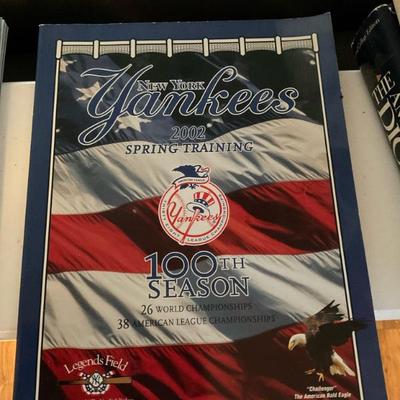 New York
Yankees
2002
SPRING TRAINING
Yankees
100TH
SEASON
26 WORLD CHAMPIONSHIPS
38 AMERICAN LEAGUE CHAMPIONSHIPS
Legends Field
"Challenger"
The American Bald Eagle
THE